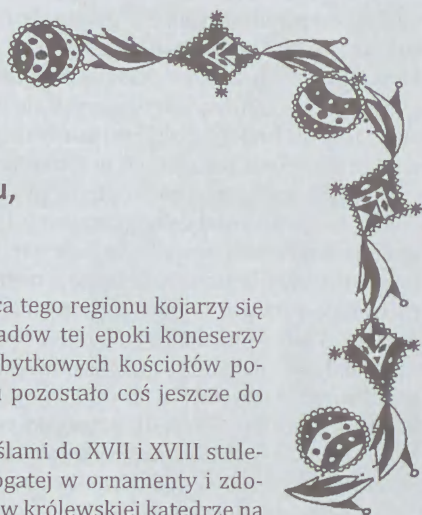 u,
ca tego regionu kojarzy się
adów tej epoki koneserzy
bytkowych kościołów po-
u pozostało coś jeszcze do
ślami do XVII i XVIII stule-
ogatej w ornamenty i zdo-
w królewskiej katedrze na